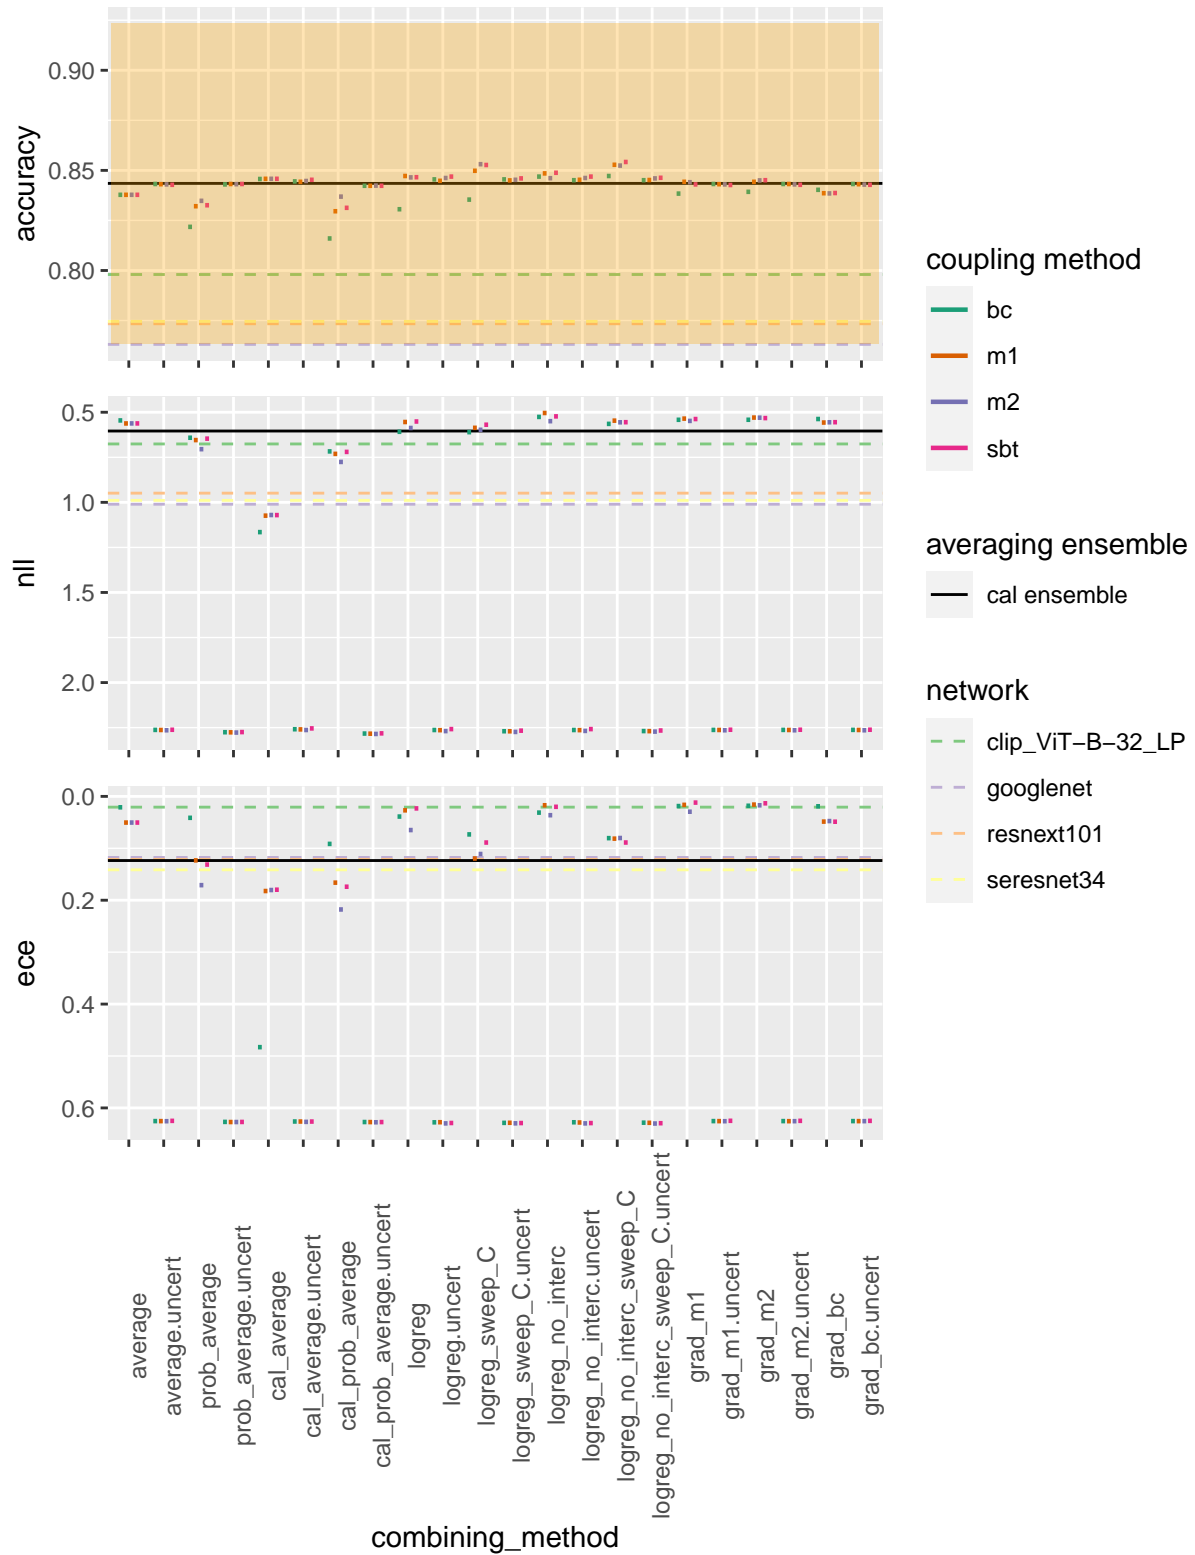 accuracy
0.90
0.85
0.80
nll
0.5
1.0
1.5
2.0
ece
0.0
0.2
0.4
0.6
average
average.uncert
prob_average
prob_average.uncert
cal_average
cal_average.uncert
cal_prob_average
cal_prob_average.uncert
logreg
logreg.uncert
logreg_sweep_C
logreg_sweep_C.uncert
logreg_no_interc
logreg_no_interc.uncert
logreg_no_interc_sweep_C
logreg_no_interc_sweep_C.uncert
grad_m1
grad_m1.uncert
grad_m2
grad_m2.uncert
grad_bc
grad_bc.uncert
combining_method
coupling method
bc
m1
m2
sbt
averaging ensemble
cal ensemble
network
clip_ViT−B−32_LP
googlenet
resnext101
seresnet34